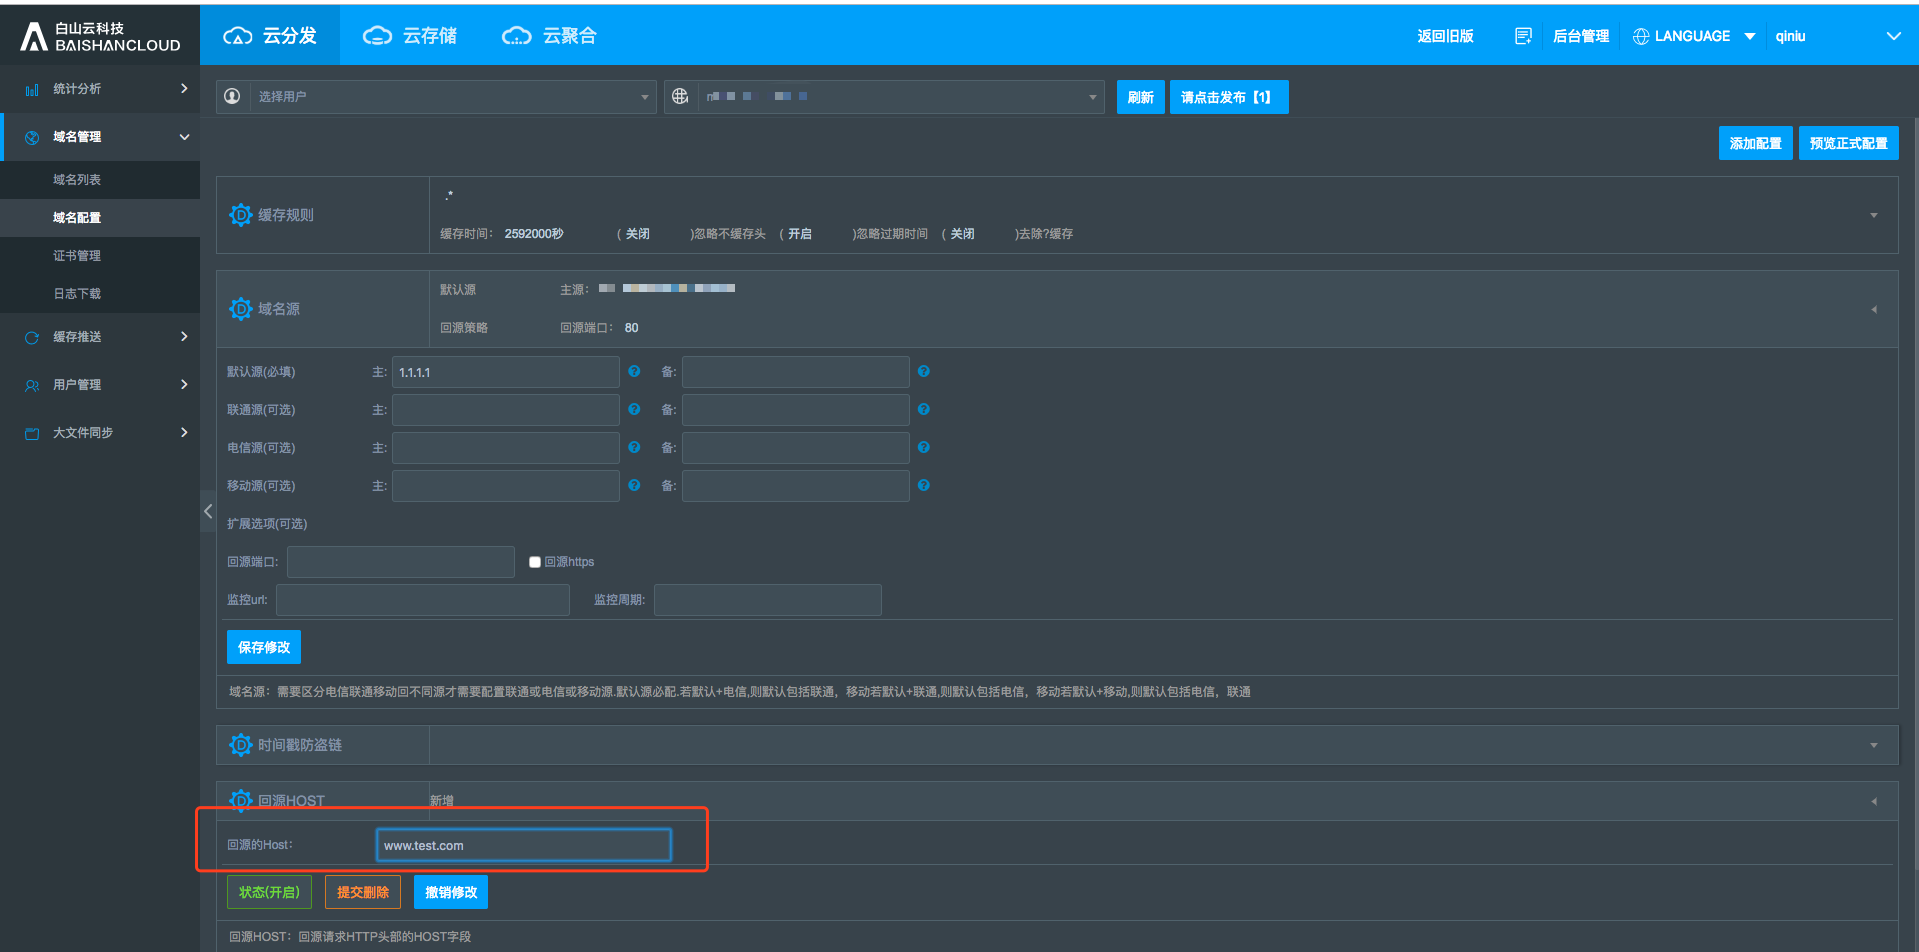 白山云科技
BAISHANCLOUD
云分发
云存储
云聚合
返回旧版
后台管理
LANGUAGE
qiniu
统计分析
域名管理
域名列表
域名配置
证书管理
日志下载
缓存推送
用户管理
大文件同步
选择用户
刷新
请点击发布【1】
添加配置
预览正式配置
缓存规则
.*
缓存时间： 2592000秒 ( 关闭 )忽略不缓存头 ( 开启 )忽略过期时间 ( 关闭 )去除?缓存
域名源
默认源 主源：
回源策略 回源端口： 80
默认源(必填) 主: 1.1.1.1 备:
联通源(可选) 主: 备:
电信源(可选) 主: 备:
移动源(可选) 主: 备:
扩展选项(可选)
回源端口: 回源https
监控url: 监控周期:
保存修改
域名源：需要区分电信联通移动回不同源才需要配置联通或电信或移动源.默认源必配.若默认+电信,则默认包括联通，移动若默认+联通,则默认包括电信，移动若默认+移动,则默认包括电信，联通
时间戳防盗链
回源HOST 新增
回源的Host： www.test.com
状态(开启) 提交删除 撤销修改
回源HOST：回源请求HTTP头部的HOST字段